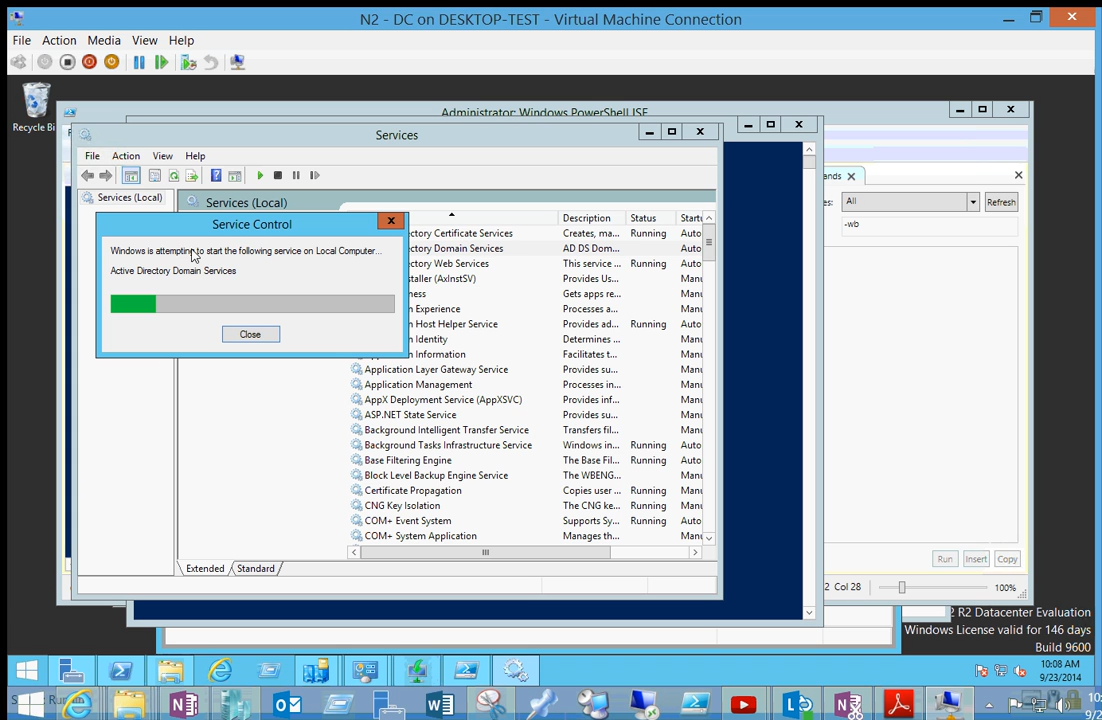 N2 - DC on DESKTOP-TEST - Virtual Machine Connection
File Action Media View Help
Recycle Bi
Administrator: Windows PowerShell ISE
Services
File Action View Help
Services (Local)
Services (Local)
ands
All
Refresh
-wb
Description Status Startu
ectory Certificate Services Creates, ma... Running Auto
ectory Domain Services AD DS Dom... Auto
ectory Web Services This service ... Running Auto
staller (AxInstSV) Provides Us... Manu
Gets apps re... Manu
Experience Processes a... Manu
Host Helper Service Provides ad... Running Auto
Identity Determines ... Manu
Information Facilitates t... Manu
Application Layer Gateway Service Provides su... Manu
Application Management Processes in... Manu
AppX Deployment Service (AppXSVC) Provides inf... Manu
ASP.NET State Service Provides su... Manu
Background Intelligent Transfer Service Transfers fil... Manu
Background Tasks Infrastructure Service Windows in... Running Auto
Base Filtering Engine The Base Fil... Running Auto
Block Level Backup Engine Service The WBENG... Manu
Certificate Propagation Copies user ... Running Manu
CNG Key Isolation The CNG ke... Running Manu
COM+ Event System Supports Sy... Running Auto
COM+ System Application Manages th... Manu
Service Control
Windows is attempting to start the following service on Local Computer...
Active Directory Domain Services
Close
Extended Standard
Run Insert Copy
2 Col 28 100%
2 R2 Datacenter Evaluation
Windows License valid for 146 days
Build 9600
10:08 AM
9/23/2014